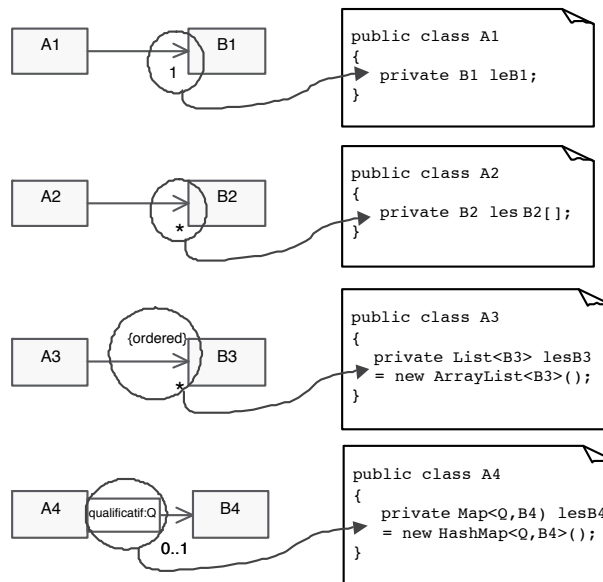 A1
B1
1
public class A1
{
private B1 leB1;
}
A2
B2
*
public class A2
{
private B2 les B2[];
}
A3
{ordered}
B3
*
public class A3
{
private List<B3> lesB3
= new ArrayList<B3>();
}
A4
qualificatif:Q
B4
0..1
public class A4
{
private Map<Q,B4) lesB4
= new HashMap<Q,B4>();
}